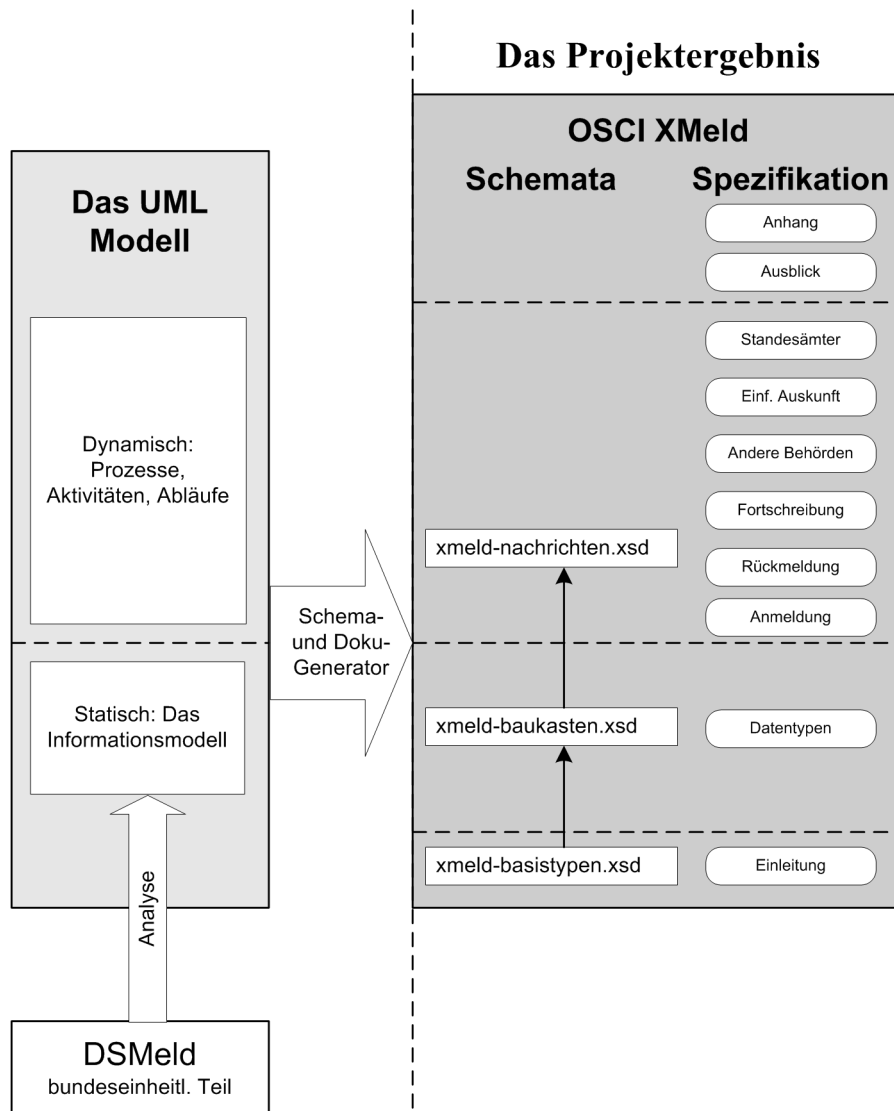 Das Projektergebnis
Das UML
Modell
Dynamisch:
Prozesse,
Aktivitäten, Abläufe
Statisch: Das
Informationsmodell
Analyse
DSMeld
bundeseinheitl. Teil
Schema-
und Doku-
Generator
OSCI XMeld
Schemata
xmeld-nachrichten.xsd
xmeld-baukasten.xsd
xmeld-basistypen.xsd
Spezifikation
Anhang
Ausblick
Standesämter
Einf. Auskunft
Andere Behörden
Fortschreibung
Rückmeldung
Anmeldung
Datentypen
Einleitung